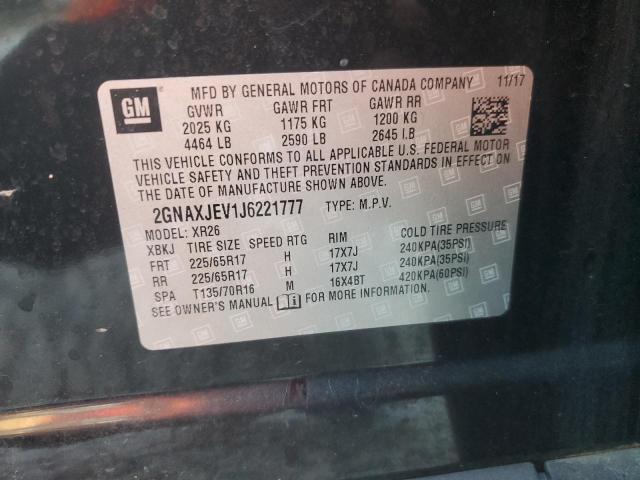 MFD BY GENERAL MOTORS OF CANADA COMPANY 11/17
GM
GVWR GAWR FRT GAWR RR
2025 KG 1175 KG 1200 KG
4464 LB 2590 LB 2645 LB
THIS VEHICLE CONFORMS TO ALL APPLICABLE U.S. FEDERAL MOTOR
VEHICLE SAFETY AND THEFT PREVENTION STANDARDS IN EFFECT ON
THE DATE OF MANUFACTURE SHOWN ABOVE.
2GNAXJEV1J6221777 TYPE: M.P.V.
MODEL: XR26
XBKJ TIRE SIZE SPEED RTG RIM COLD TIRE PRESSURE
FRT 225/65R17 H 17X7J 240KPA(35PSI)
RR 225/65R17 H 17X7J 240KPA(35PSI)
SPA T135/70R16 M 16X4BT 420KPA(60PSI)
SEE OWNER'S MANUAL FOR MORE INFORMATION.